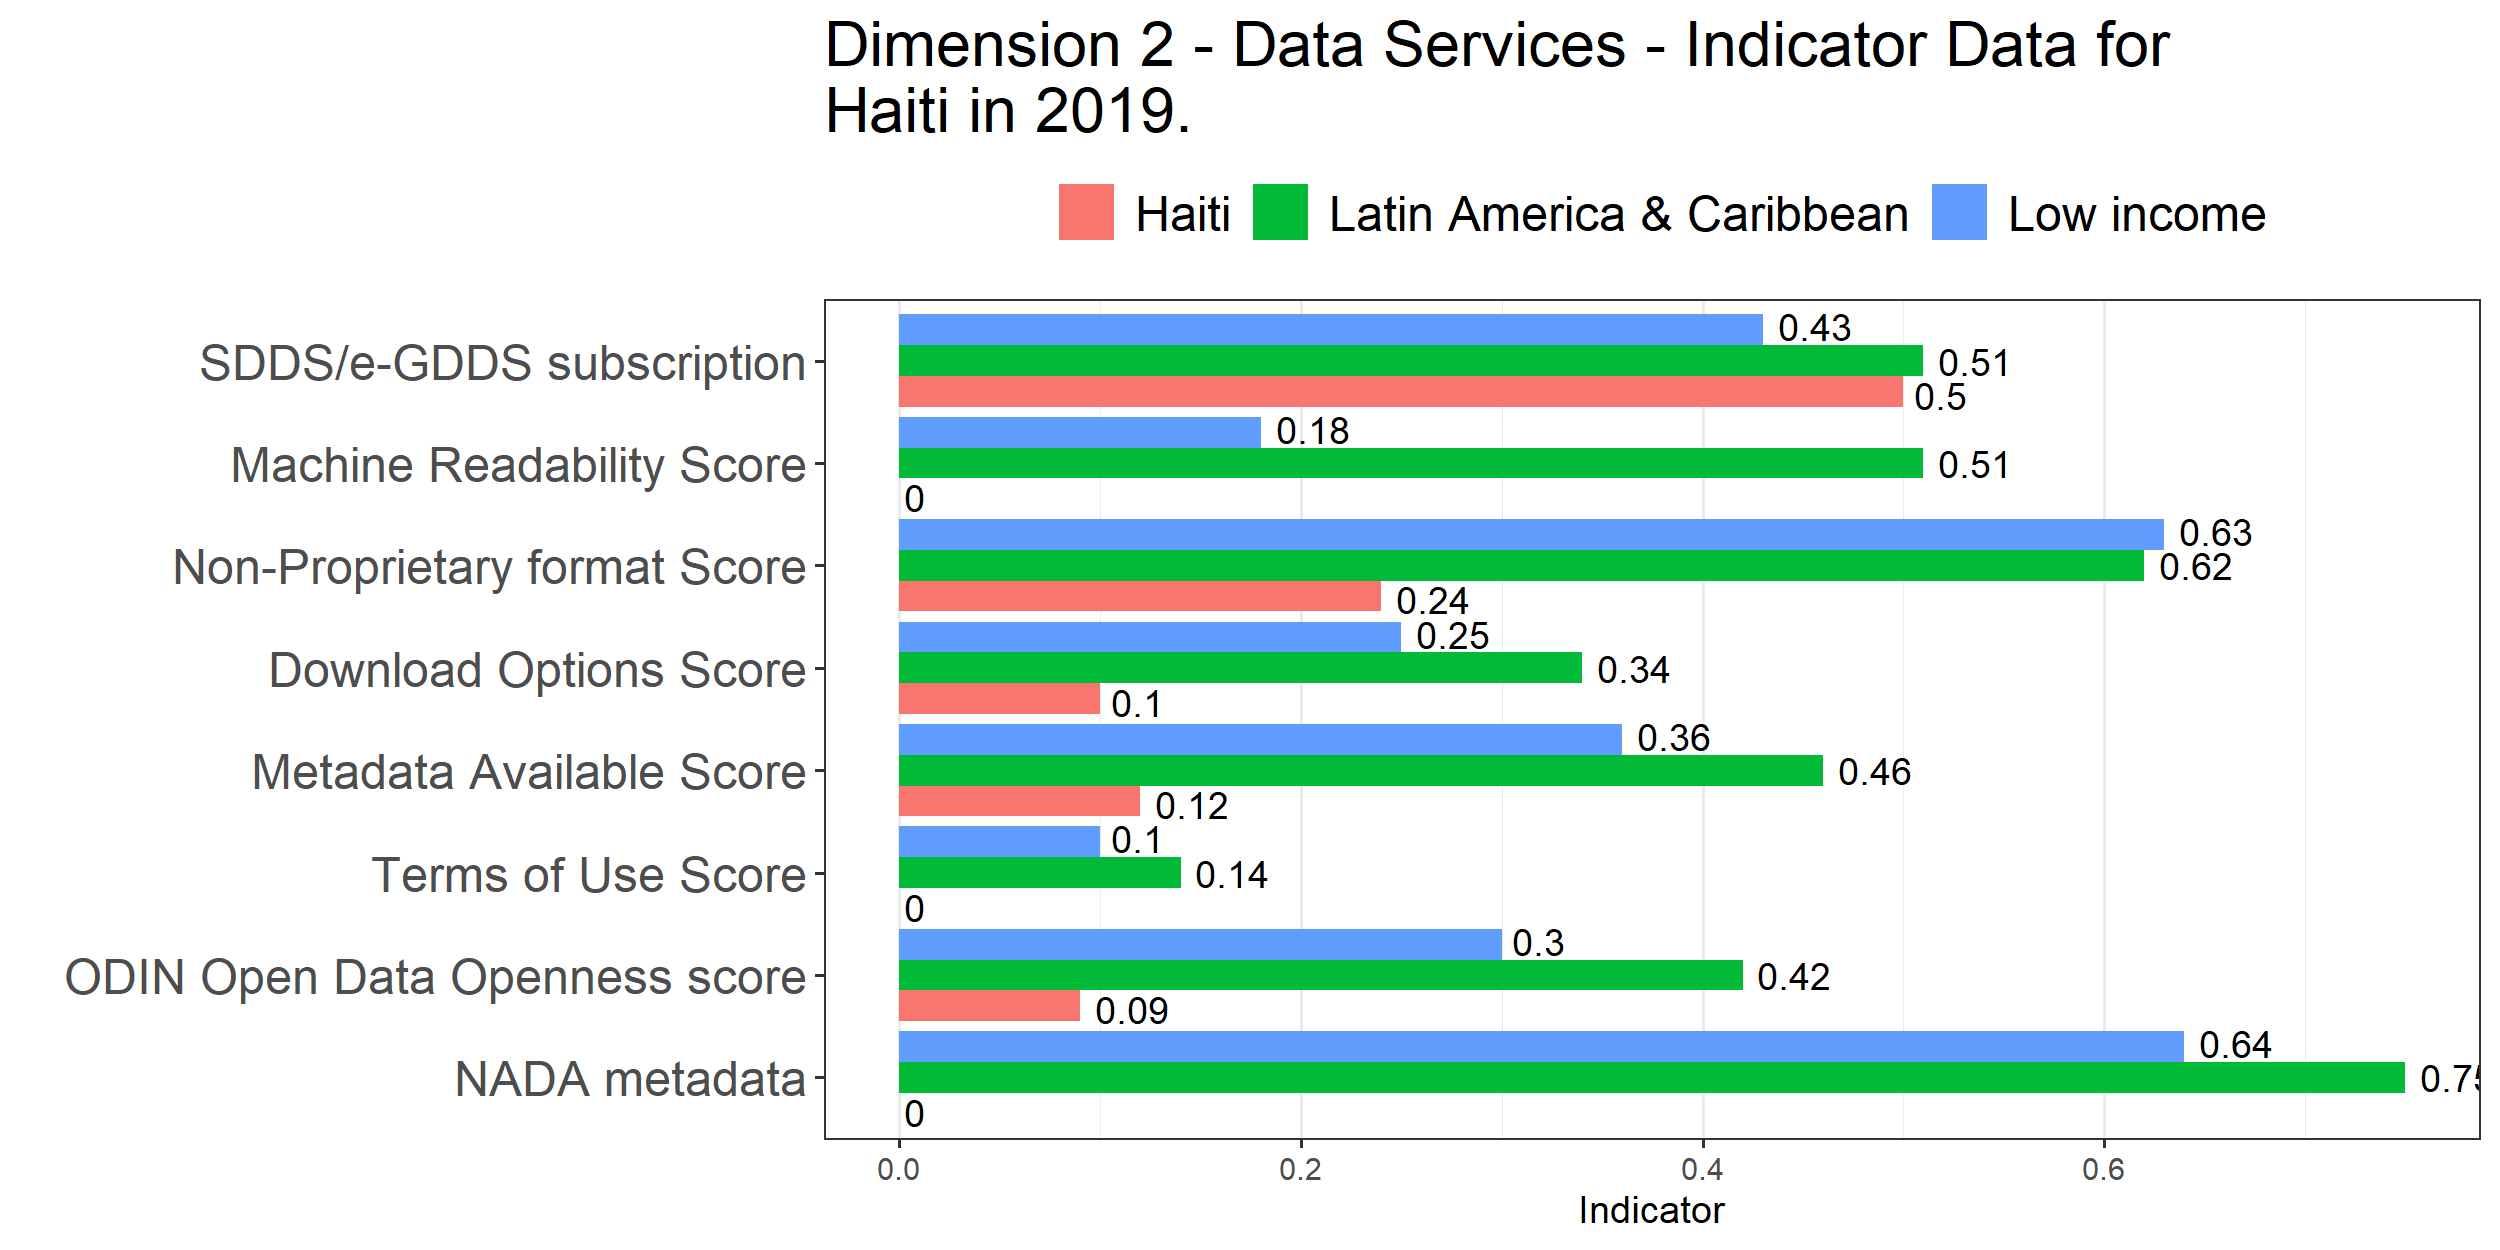 Dimension 2 - Data Services - Indicator Data for
Haiti in 2019.
Haiti Latin America & Caribbean Low income
SDDS/e-GDDS subscription
0.43
0.51
0.5
Machine Readability Score
0.18
0.51
0
Non-Proprietary format Score
0.63
0.62
0.24
Download Options Score
0.25
0.34
0.1
Metadata Available Score
0.36
0.46
0.12
Terms of Use Score
0.1
0.14
0
ODIN Open Data Openness score
0.3
0.42
0.09
NADA metadata
0.64
0.75
0
0.0 0.2 0.4 0.6
Indicator